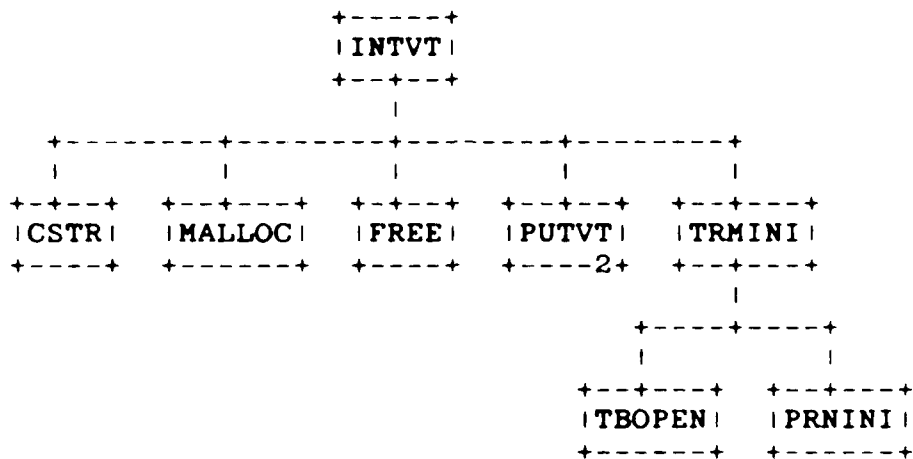 INTVT
CSTR MALLOC FREE PUTVT TRMINI
2
TBOPEN PRNINI